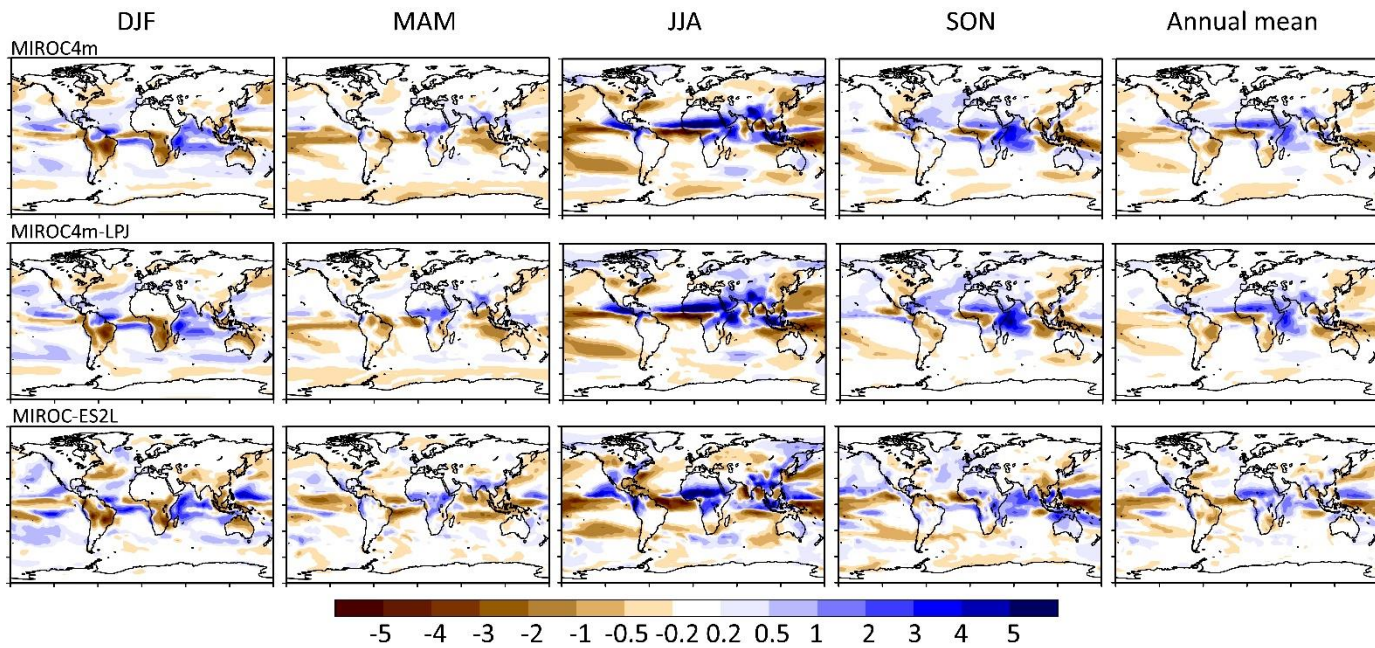 DJF MAM JJA SON Annual mean
MIROC4m
MIROC4m-LPJ
MIROC-ES2L
-5 -4 -3 -2 -1 -0.5 -0.2 0.2 0.5 1 2 3 4 5